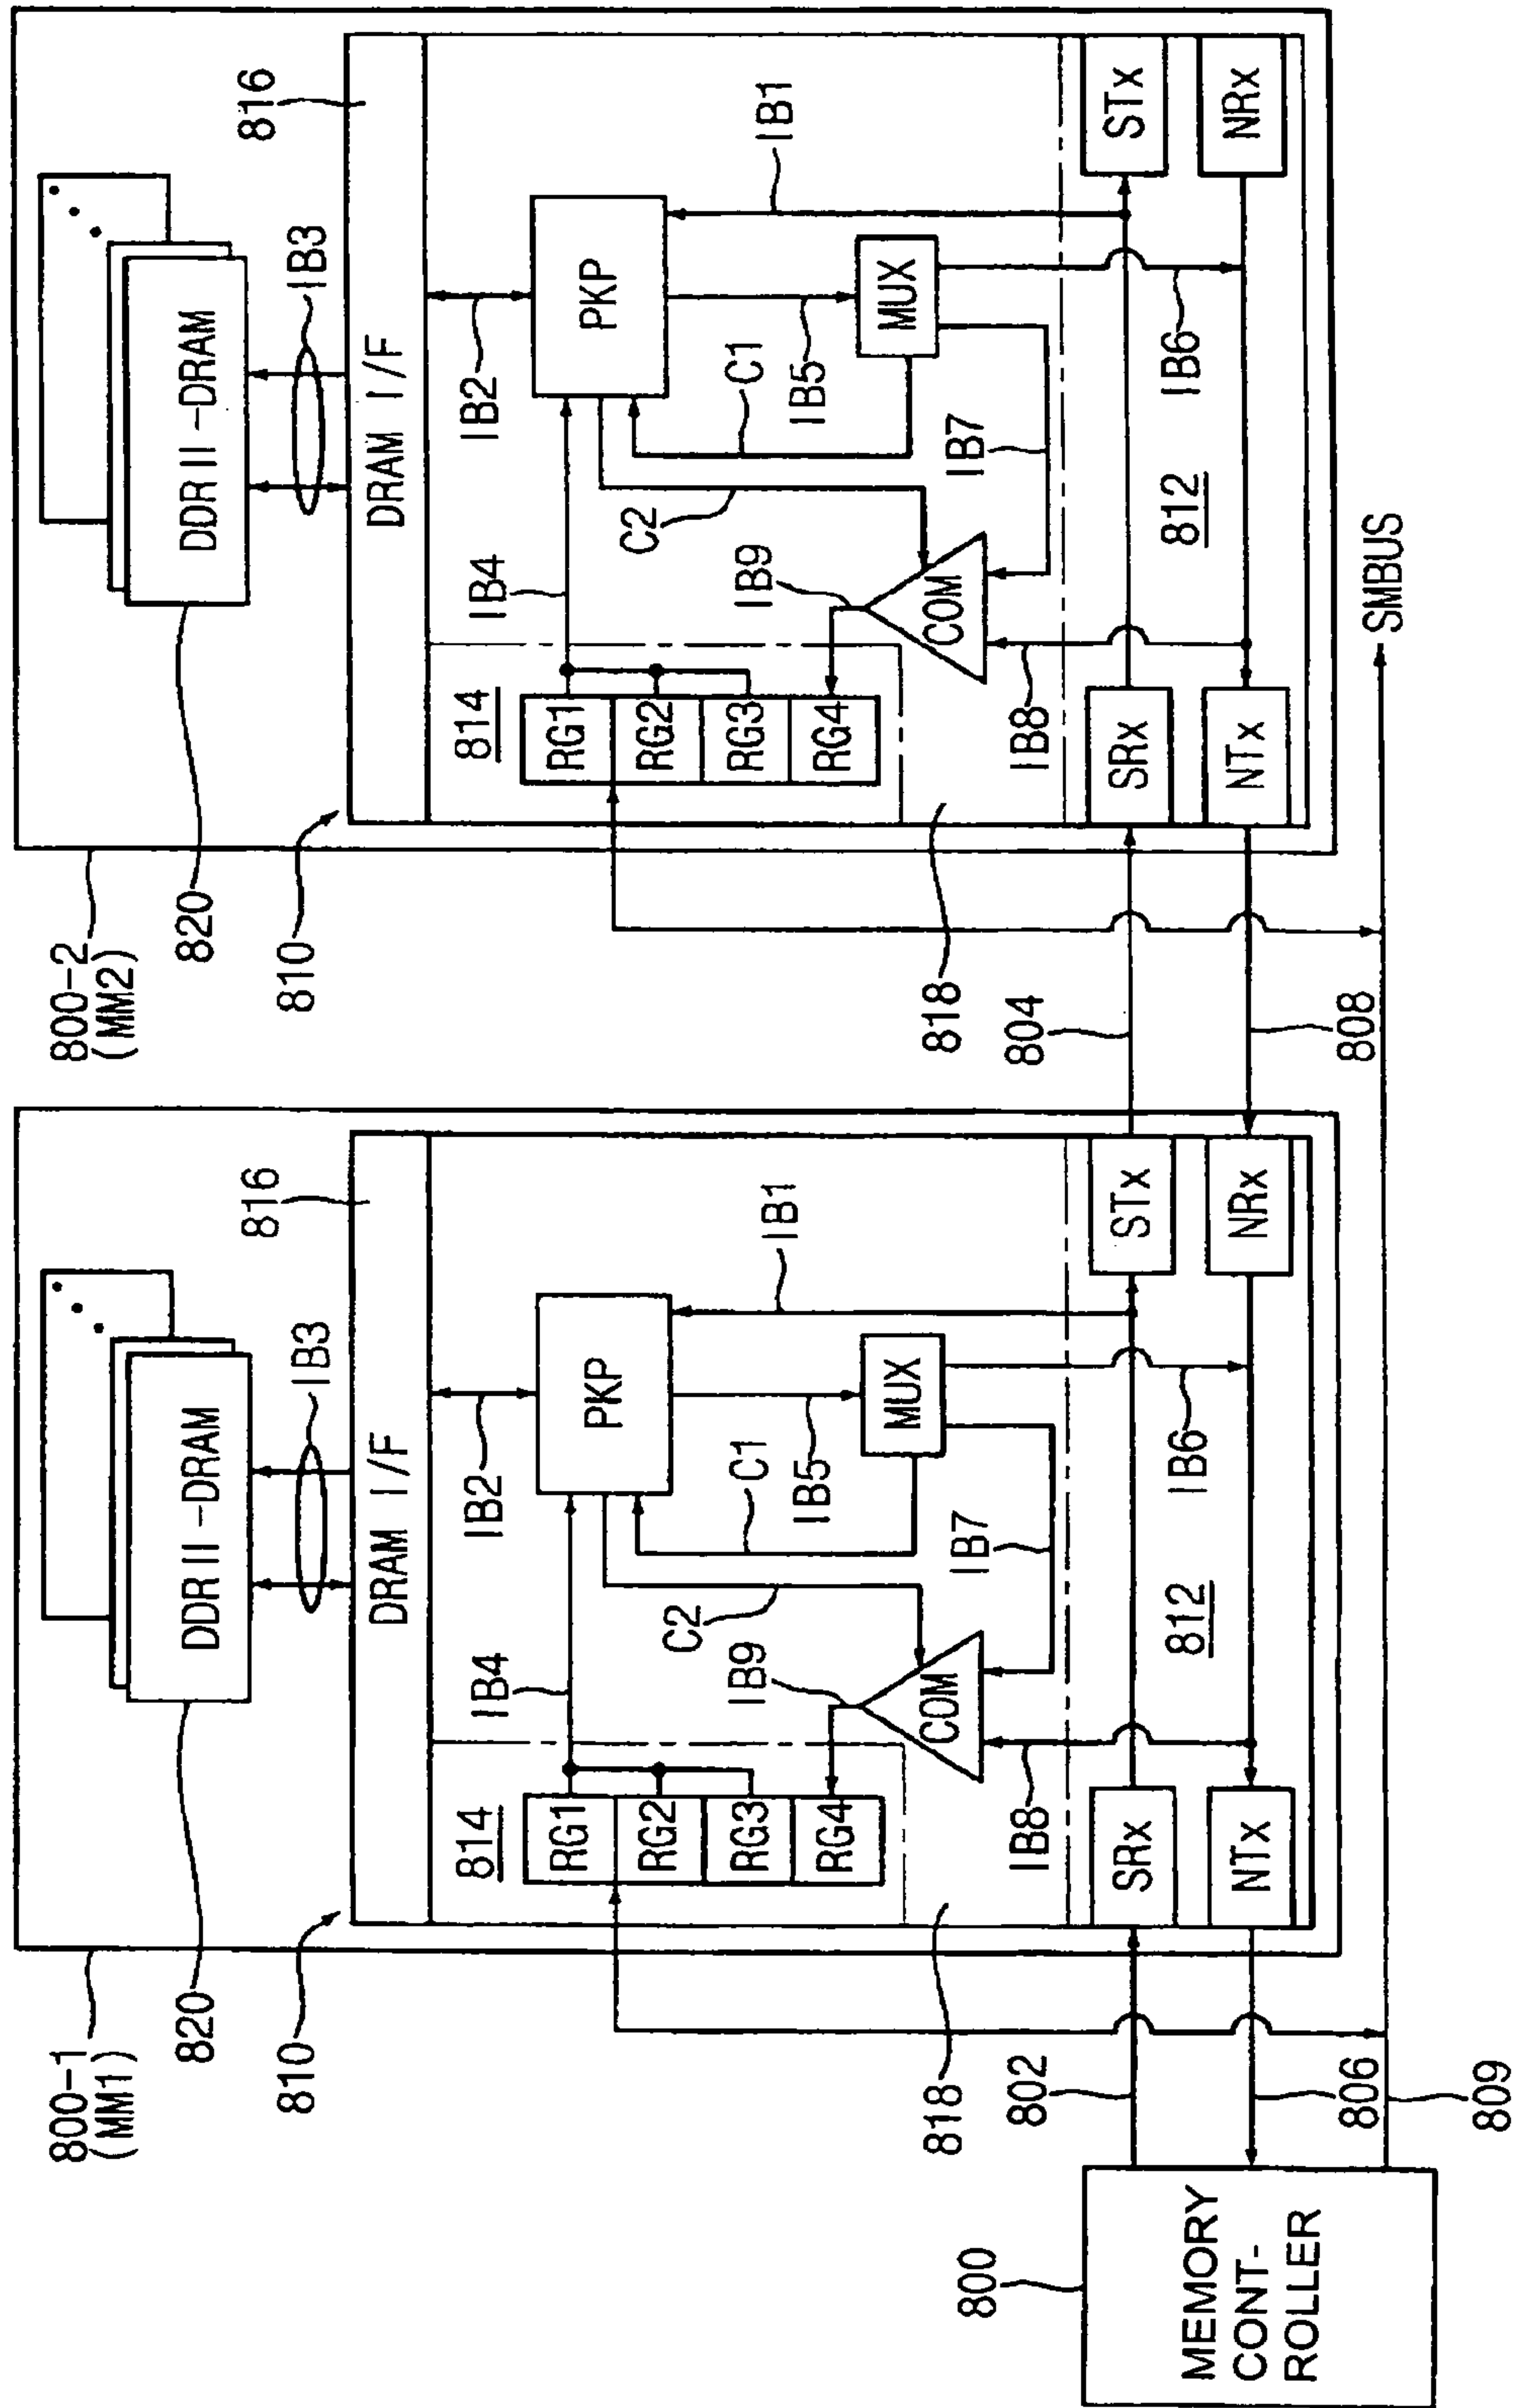 800-1
(MM1)
820
810
DDRII-DRAM
IB3
816
DRAM I/F
814
RG1
RG2
RG3
RG4
IB4
IB2
PKP
IB1
C2
C1
IB5
MUX
IB9
COM
IB7
IB8
IB6
818
SRx
812
STx
NTx
NRx
800-2
(MM2)
820
810
DDRII-DRAM
IB3
816
DRAM I/F
814
RG1
RG2
RG3
RG4
IB4
IB2
PKP
IB1
C2
C1
IB5
MUX
IB9
COM
IB7
IB8
IB6
818
SRx
812
STx
NTx
NRx
800
MEMORY
CONT-
ROLLER
802
806
809
804
808
SMBUS